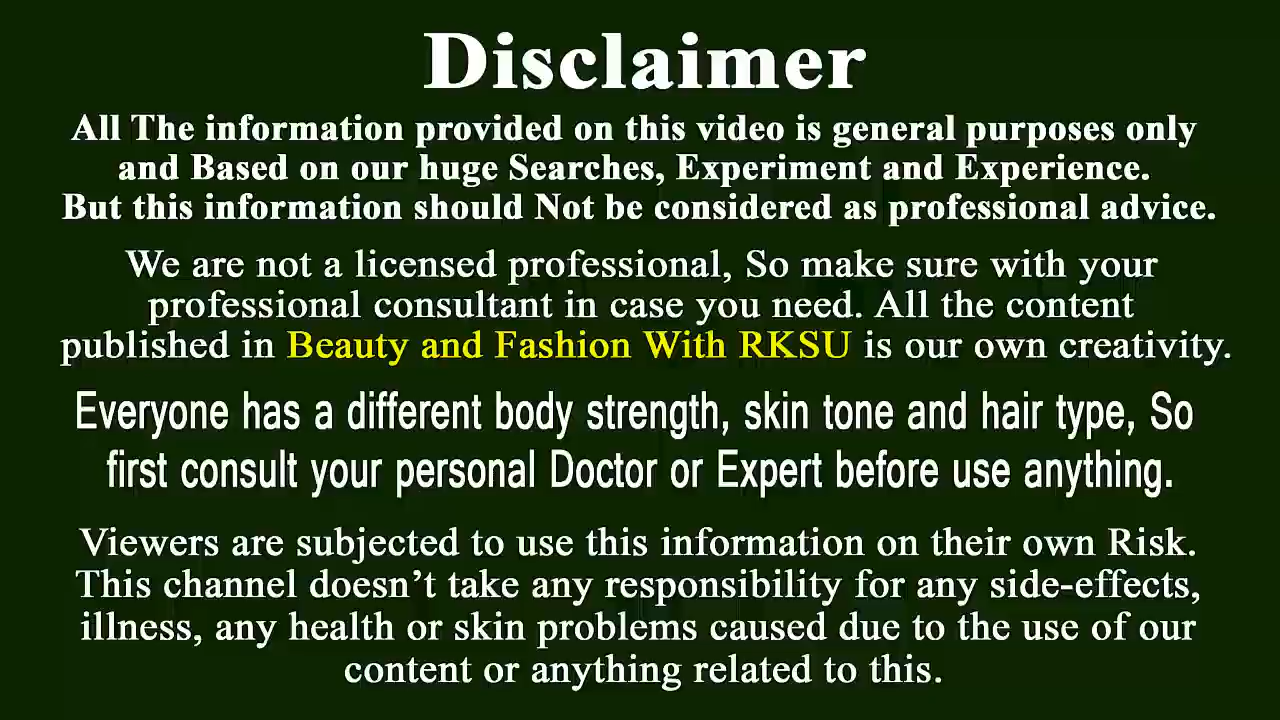 Disclaimer
All The information provided on this video is general purposes only
and Based on our huge Searches, Experiment and Experience.
But this information should Not be considered as professional advice.
We are not a licensed professional, So make sure with your
professional consultant in case you need. All the content
published in Beauty and Fashion With RKSU is our own creativity.
Everyone has a different body strength, skin tone and hair type, So
first consult your personal Doctor or Expert before use anything.
Viewers are subjected to use this information on their own Risk.
This channel doesn’t take any responsibility for any side-effects,
illness, any health or skin problems caused due to the use of our
content or anything related to this.